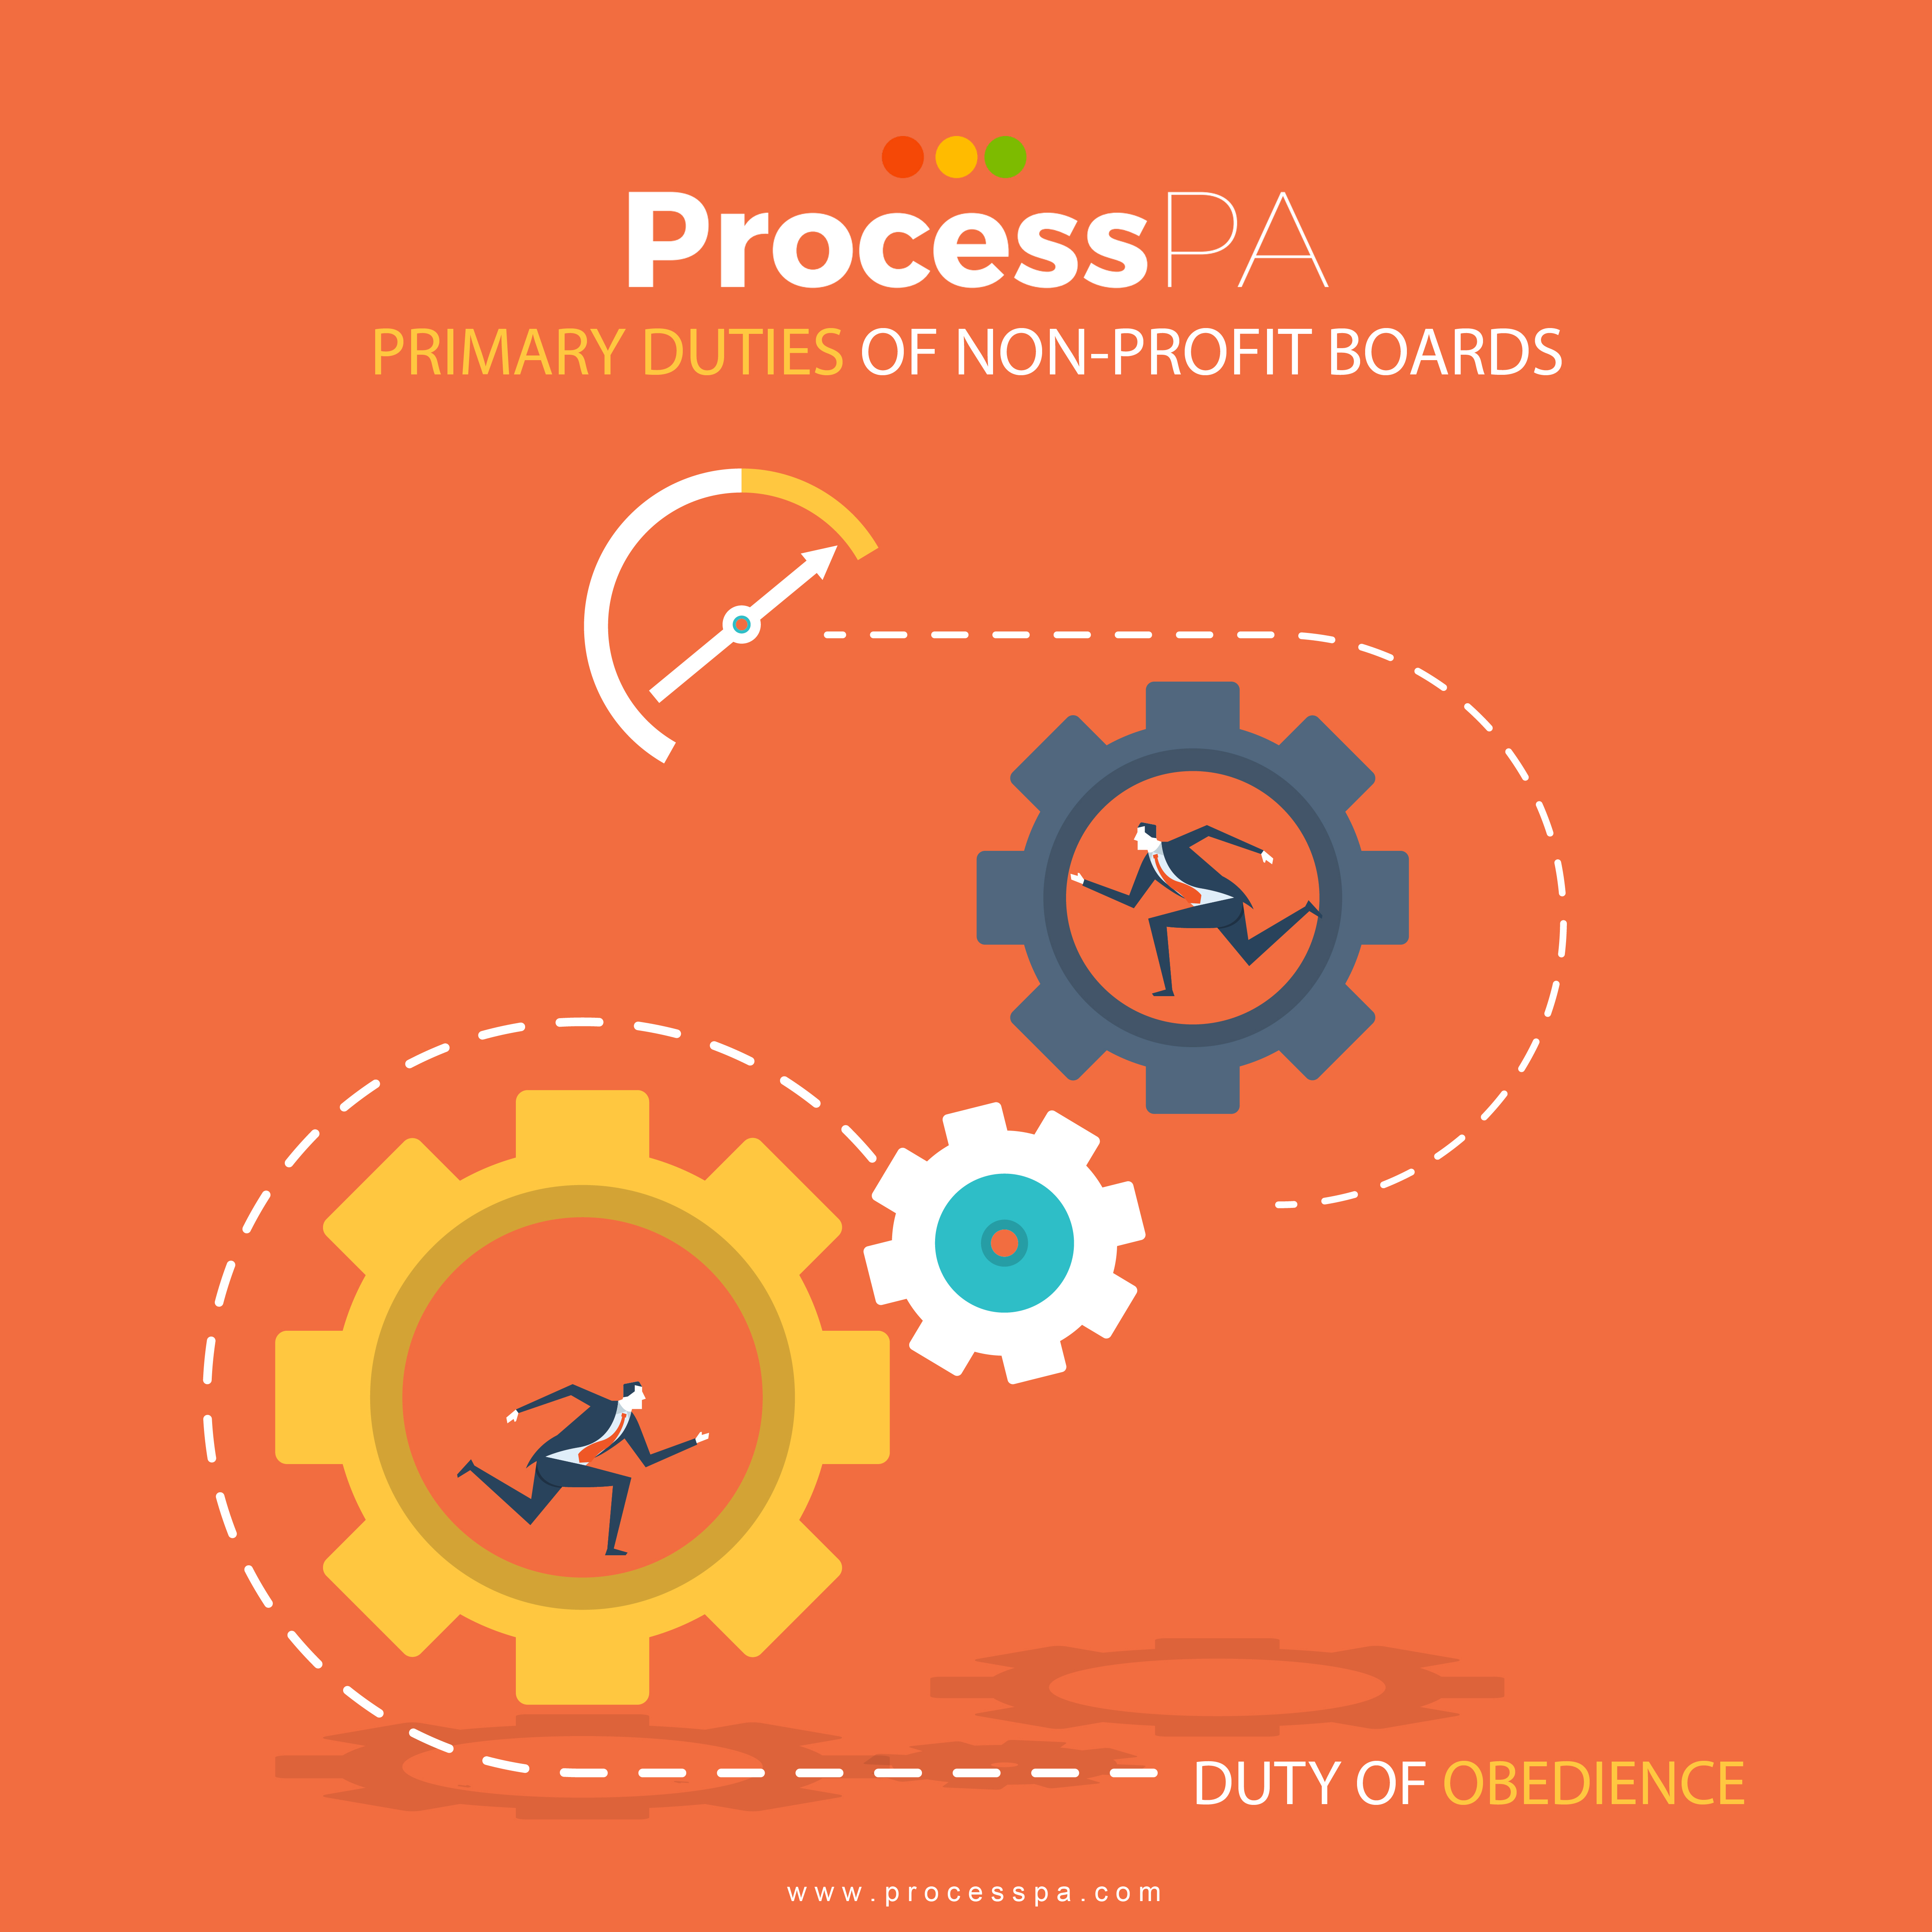 ProcessPA
PRIMARY DUTIES OF NON-PROFIT BOARDS
DUTY OF OBEDIENCE
www.processpa.com